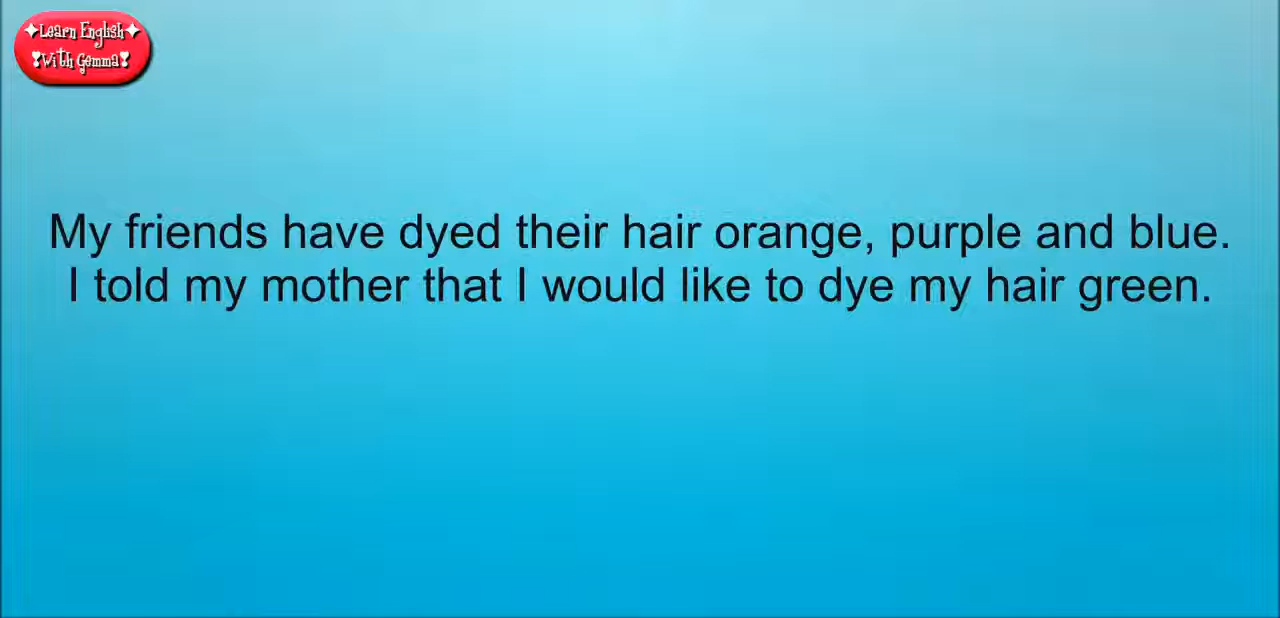 ✦Learn English✦
❣With Gemma❣
My friends have dyed their hair orange, purple and blue.
I told my mother that I would like to dye my hair green.